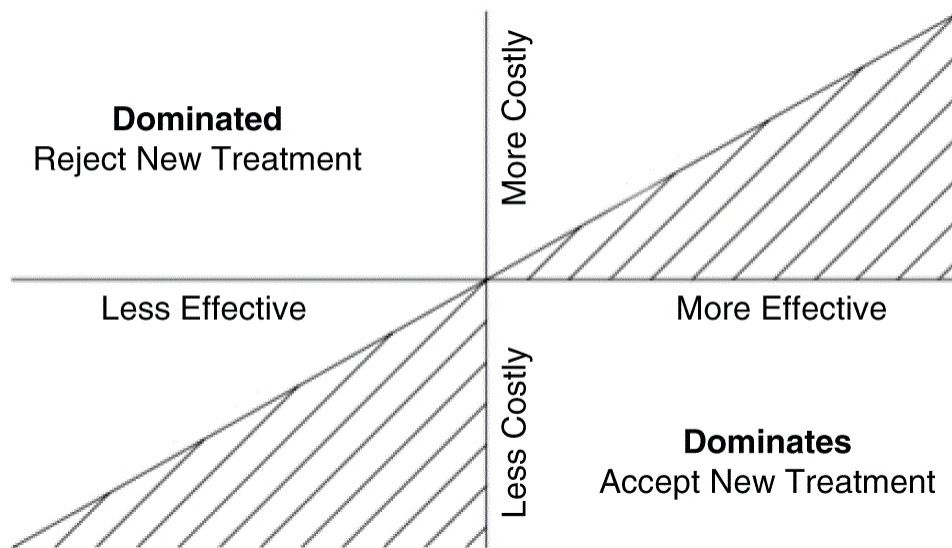 More Costly
Dominated
Reject New Treatment
Less Effective
More Effective
Less Costly
Dominates
Accept New Treatment